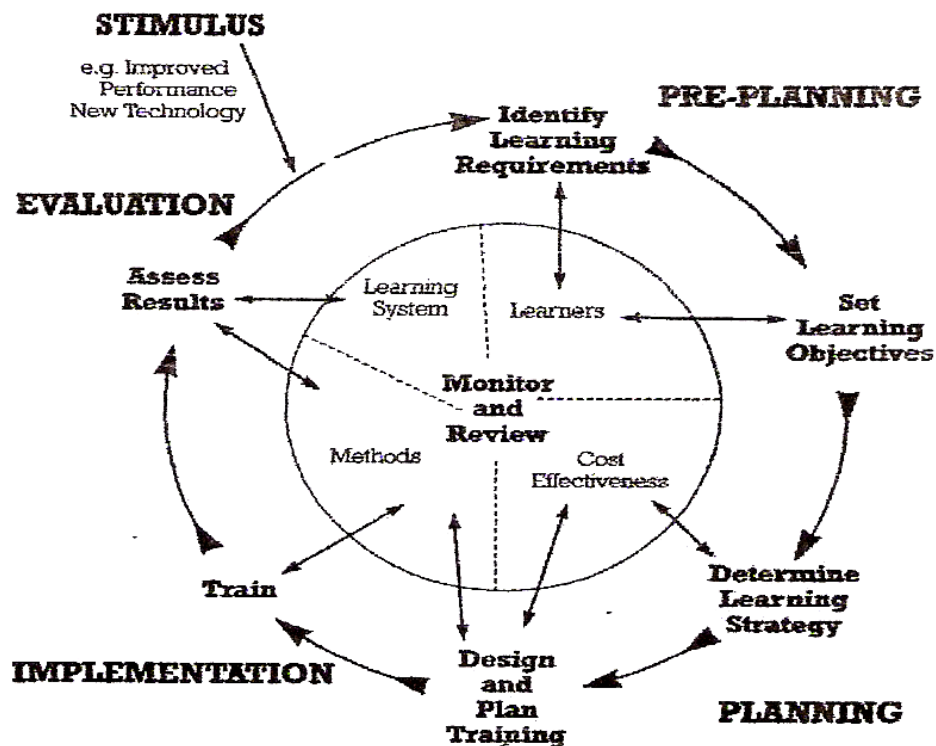 STIMULUS
e.g. Improved
Performance
New Technology
PRE-PLANNING
Identify
Learning
Requirements
EVALUATION
Assess
Results
Learning
System
Learners
Set
Learning
Objectives
Monitor
and
Review
Methods
Cost
Effectiveness
Train
Determine
Learning
Strategy
IMPLEMENTATION
Design
and
Plan
Training
PLANNING